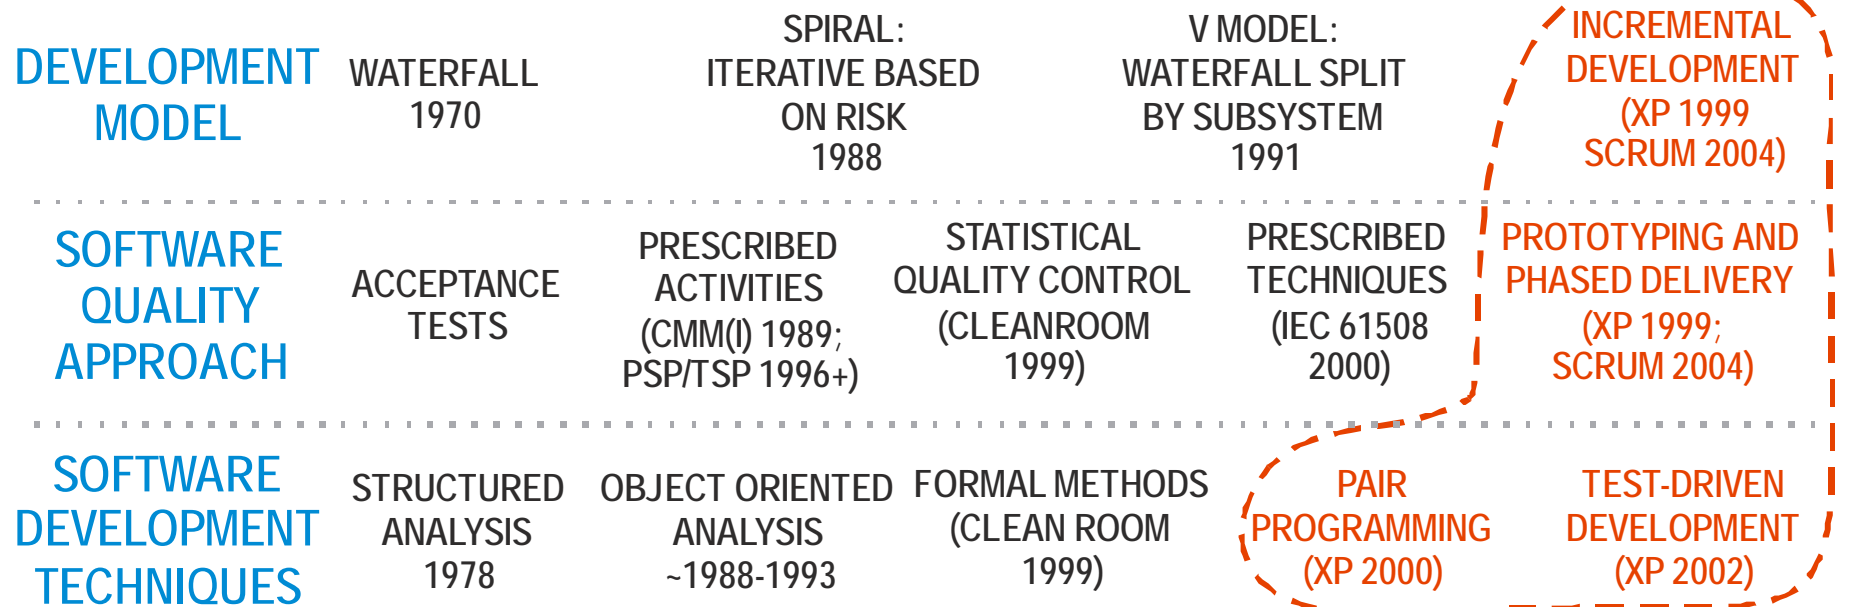 DEVELOPMENT
MODEL
WATERFALL
1970
SPIRAL:
ITERATIVE BASED
ON RISK
1988
V MODEL:
WATERFALL SPLIT
BY SUBSYSTEM
1991
INCREMENTAL
DEVELOPMENT
(XP 1999
SCRUM 2004)
SOFTWARE
QUALITY
APPROACH
ACCEPTANCE
TESTS
PRESCRIBED
ACTIVITIES
(CMM(I) 1989;
PSP/TSP 1996+)
STATISTICAL
QUALITY CONTROL
(CLEANROOM
1999)
PRESCRIBED
TECHNIQUES
(IEC 61508
2000)
PROTOTYPING AND
PHASED DELIVERY
(XP 1999;
SCRUM 2004)
SOFTWARE
DEVELOPMENT
TECHNIQUES
STRUCTURED
ANALYSIS
1978
OBJECT ORIENTED
ANALYSIS
~1988-1993
FORMAL METHODS
(CLEAN ROOM
1999)
PAIR
PROGRAMMING
(XP 2000)
TEST-DRIVEN
DEVELOPMENT
(XP 2002)